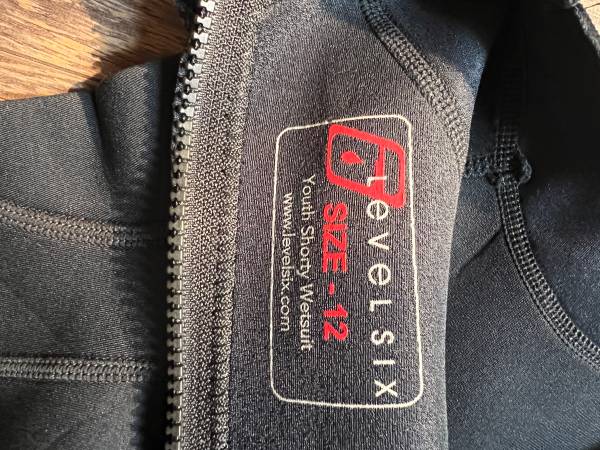 LeveLSIX
SIZE - 12
Youth Shorty Wetsuit
www.levelsix.com